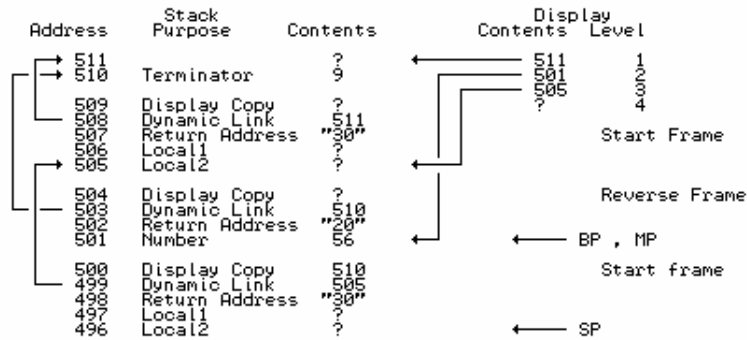 Stack Display
Address Purpose Contents Contents Level
511 ? 511 1
510 Terminator 9 501 2
505 3
509 Display Copy ? ? 4
508 Dynamic Link 511
507 Return Address "30" Start Frame
506 Local1 ?
505 Local2 ?
504 Display Copy ? Reverse Frame
503 Dynamic Link 510
502 Return Address "20"
501 Number 56 BP , MP
500 Display Copy 510 Start frame
499 Dynamic Link 505
498 Return Address "30"
497 Local1 ?
496 Local2 ? SP